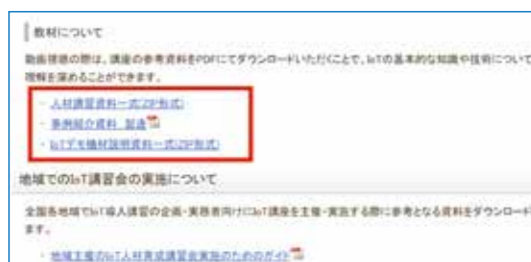 教材について
動画視聴の際は、講座の参考資料をPDFにてダウンロードいただくことで、IoTの基本的な知識や技術について
理解を深めることができます。
・人材講習資料一式(ZIP形式)
・事例紹介資料_製造
・IoTデモ機材説明資料一式(ZIP形式)
地域でのIoT講習会の実施について
全国各地域でIoT導入講習の企画・実務者向けにIoT講座を主催・実施する際に参考となる資料をダウンロード
ます。
・地域主催のIoT人材育成講習会実施のためのガイド